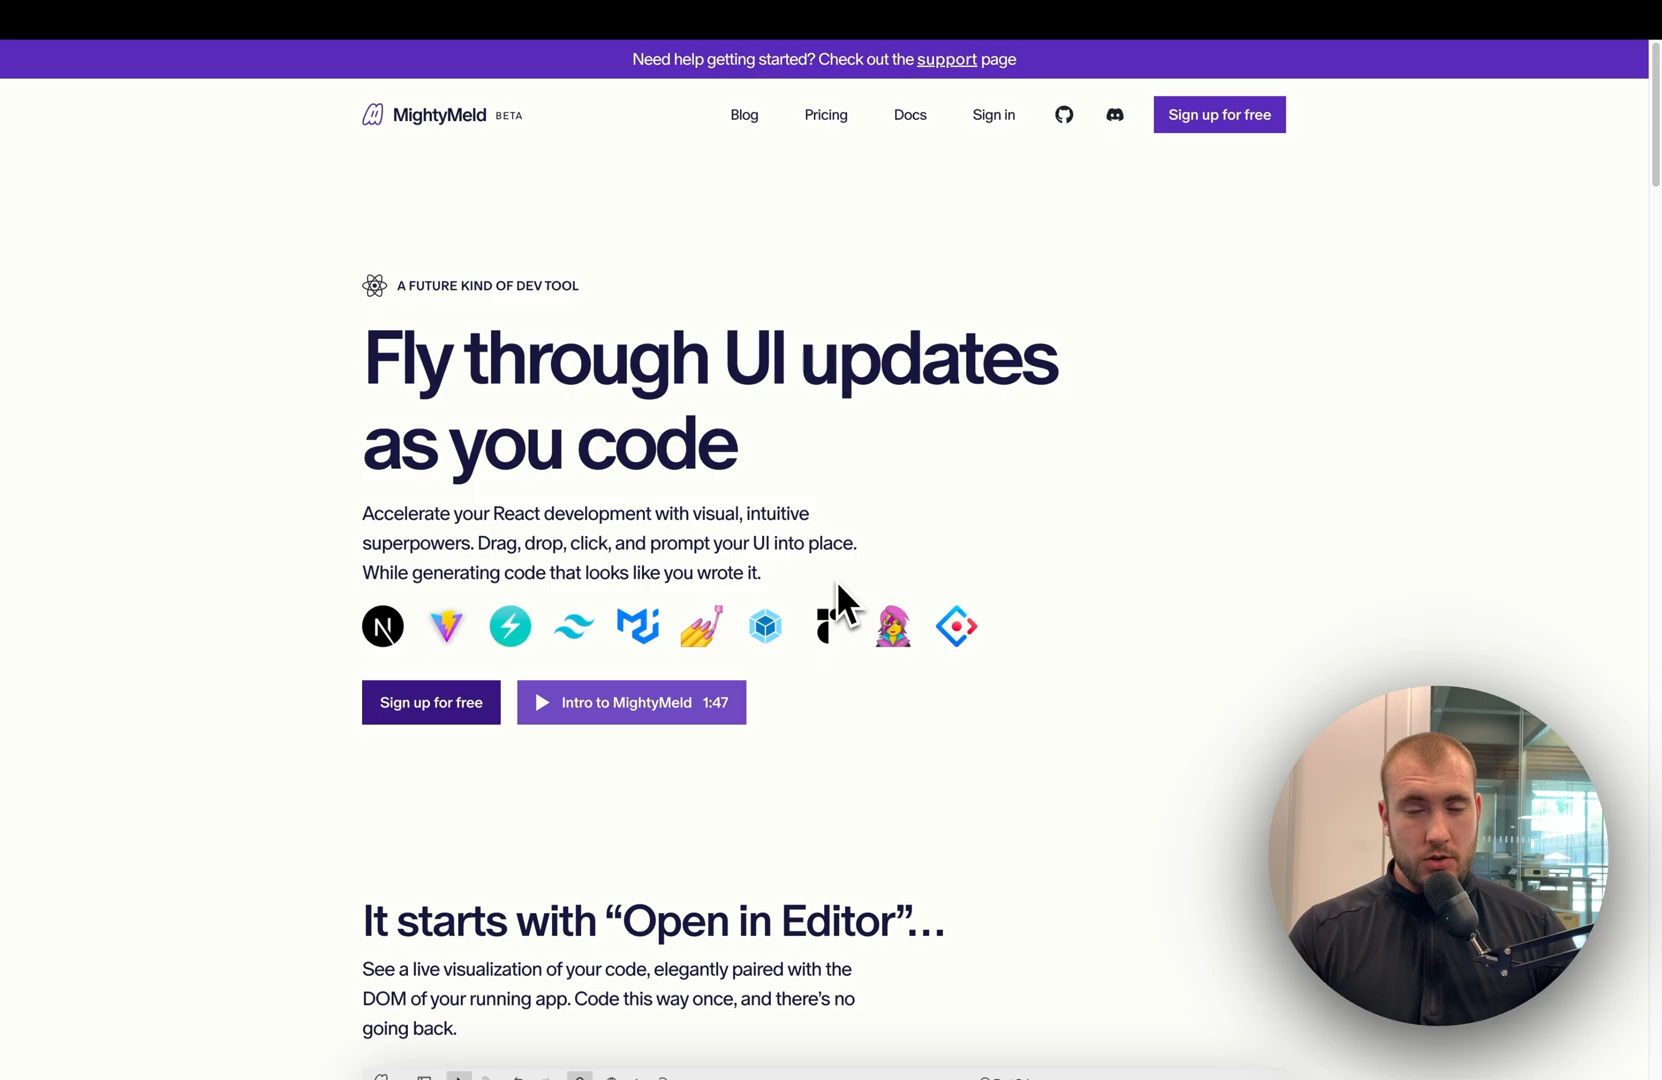 Need help getting started? Check out the support page
MightyMeld BETA
Blog
Pricing
Docs
Sign in
Sign up for free
A FUTURE KIND OF DEV TOOL
Fly through UI updates
as you code
Accelerate your React development with visual, intuitive
superpowers. Drag, drop, click, and prompt your UI into place.
While generating code that looks like you wrote it.
Sign up for free
Intro to MightyMeld 1:47
It starts with “Open in Editor”...
See a live visualization of your code, elegantly paired with the
DOM of your running app. Code this way once, and there’s no
going back.